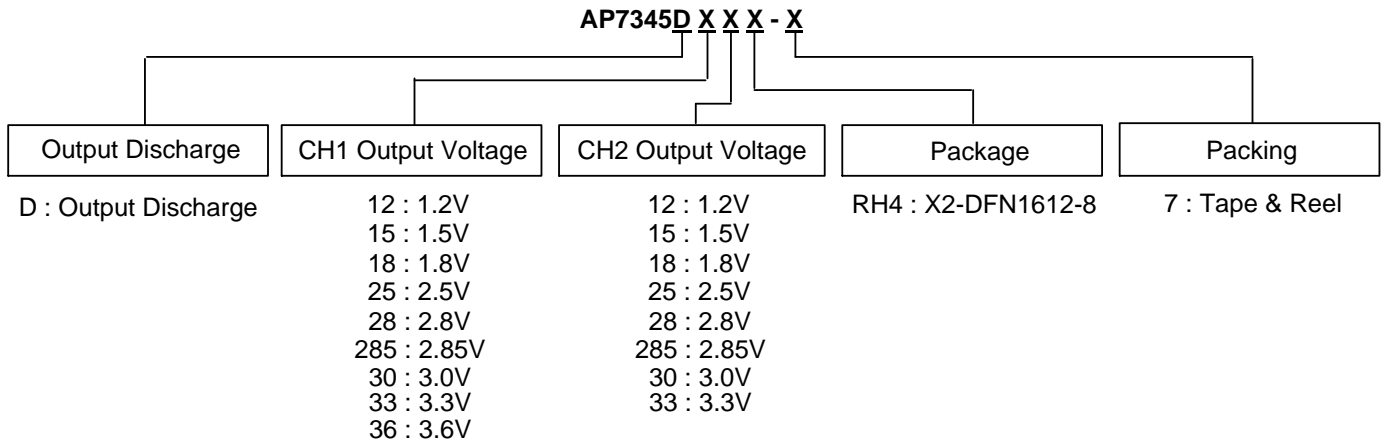 AP7345D X X X - X
Output Discharge
CH1 Output Voltage
CH2 Output Voltage
Package
Packing
D : Output Discharge
12 : 1.2V
15 : 1.5V
18 : 1.8V
25 : 2.5V
28 : 2.8V
285 : 2.85V
30 : 3.0V
33 : 3.3V
36 : 3.6V
12 : 1.2V
15 : 1.5V
18 : 1.8V
25 : 2.5V
28 : 2.8V
285 : 2.85V
30 : 3.0V
33 : 3.3V
RH4 : X2-DFN1612-8
7 : Tape & Reel